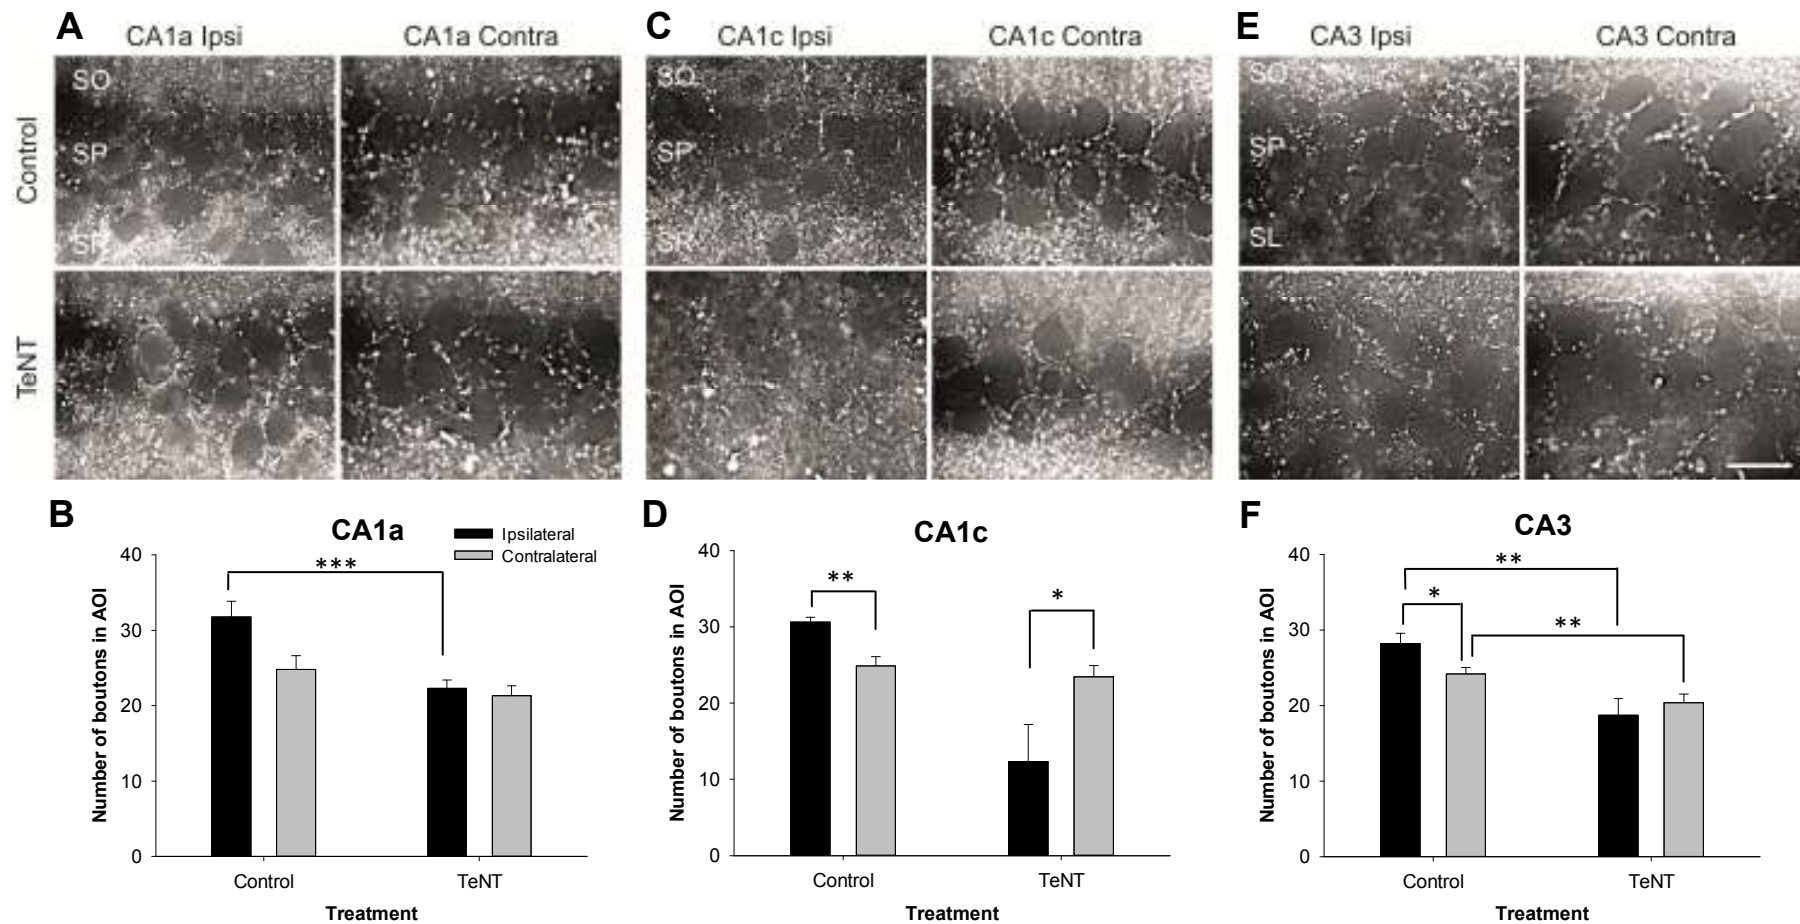 A
CA1a Ipsi
CA1a Contra
C
CA1c Ipsi
CA1c Contra
E
CA3 Ipsi
CA3 Contra
Control
SO
SP
SR
SO
SP
SR
SO
SP
SL
TeNT
B
CA1a
Ipsilateral
Contralateral
***
Number of boutons in AOI
40
30
20
10
0
Control
TeNT
Treatment
D
CA1c
**
*
Number of boutons in AOI
40
30
20
10
0
Control
TeNT
Treatment
F
CA3
**
*
**
Number of boutons in AOI
40
30
20
10
0
Control
TeNT
Treatment